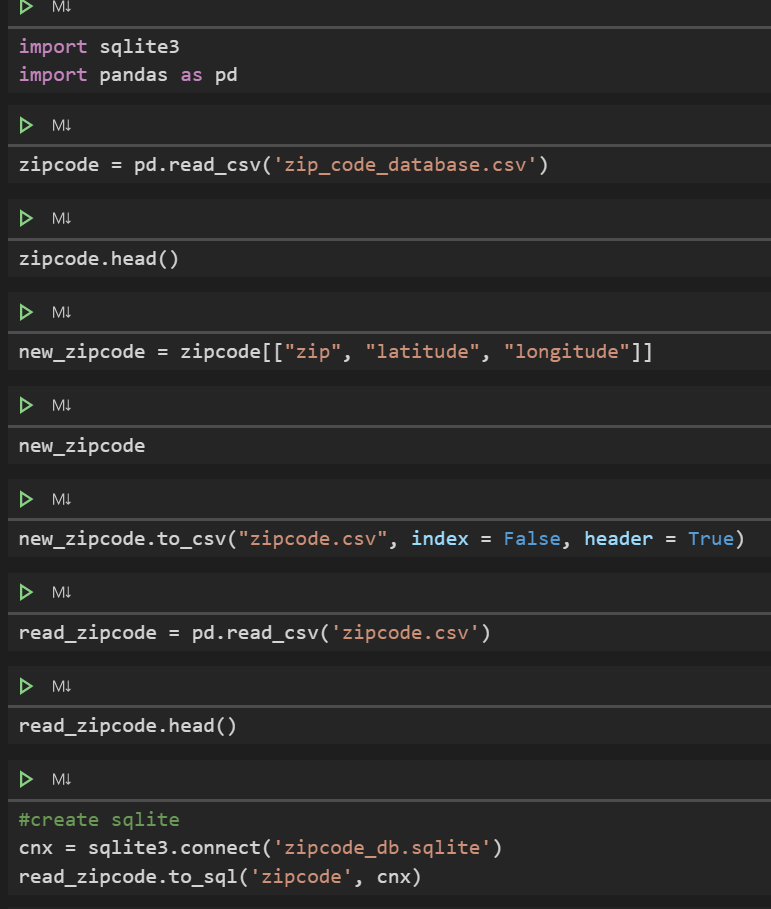 M↓
import sqlite3
import pandas as pd
M↓
zipcode = pd.read_csv('zip_code_database.csv')
M↓
zipcode.head()
M↓
new_zipcode = zipcode[["zip", "latitude", "longitude"]]
M↓
new_zipcode
M↓
new_zipcode.to_csv("zipcode.csv", index = False, header = True)
M↓
read_zipcode = pd.read_csv('zipcode.csv')
M↓
read_zipcode.head()
M↓
#create sqlite
cnx = sqlite3.connect('zipcode_db.sqlite')
read_zipcode.to_sql('zipcode', cnx)